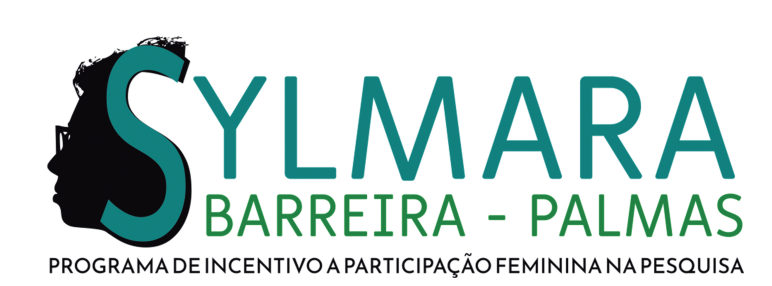 SYLMARA
BARREIRA - PALMAS
PROGRAMA DE INCENTIVO A PARTICIPAÇÃO FEMININA NA PESQUISA